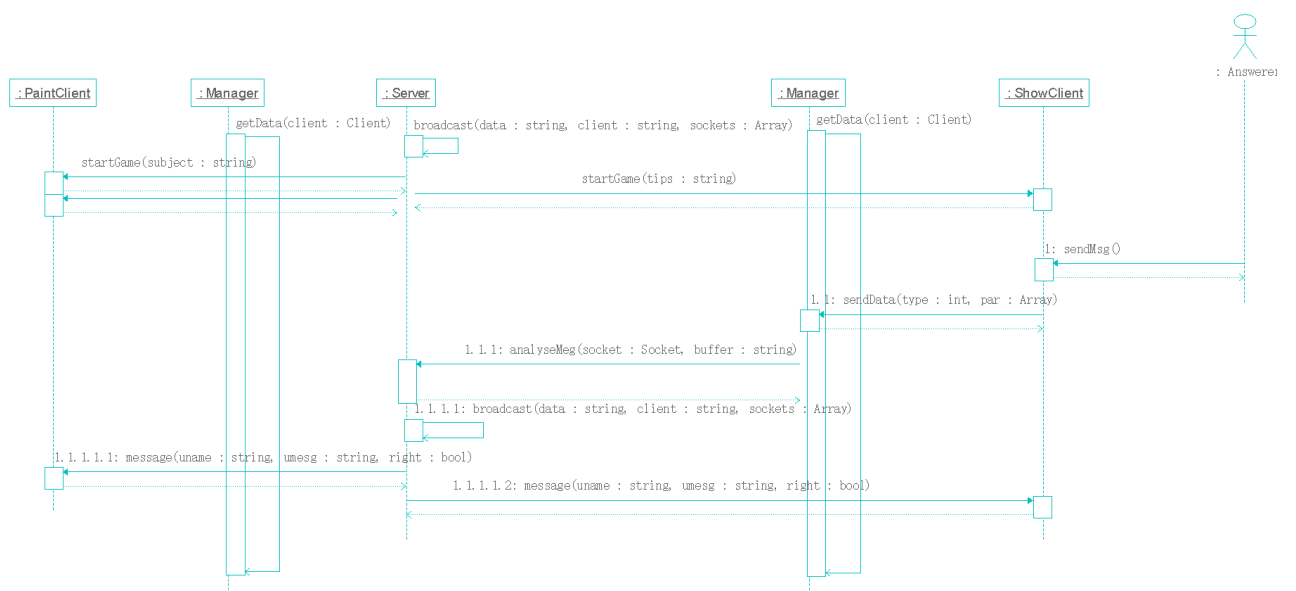 : Answerer
: PaintClient
: Manager
: Server
: Manager
: ShowClient
getData(client : Client)
broadcast(data : string, client : string, sockets : Array)
getData(client : Client)
startGame(subject : string)
startGame(tips : string)
1: sendMsg()
1.1: sendData(type : int, par : Array)
1.1.1: analyseMeg(socket : Socket, buffer : string)
1.1.1.1: broadcast(data : string, client : string, sockets : Array)
1.1.1.1.1: message(uname : string, umesg : string, right : bool)
1.1.1.1.2: message(uname : string, umesg : string, right : bool)